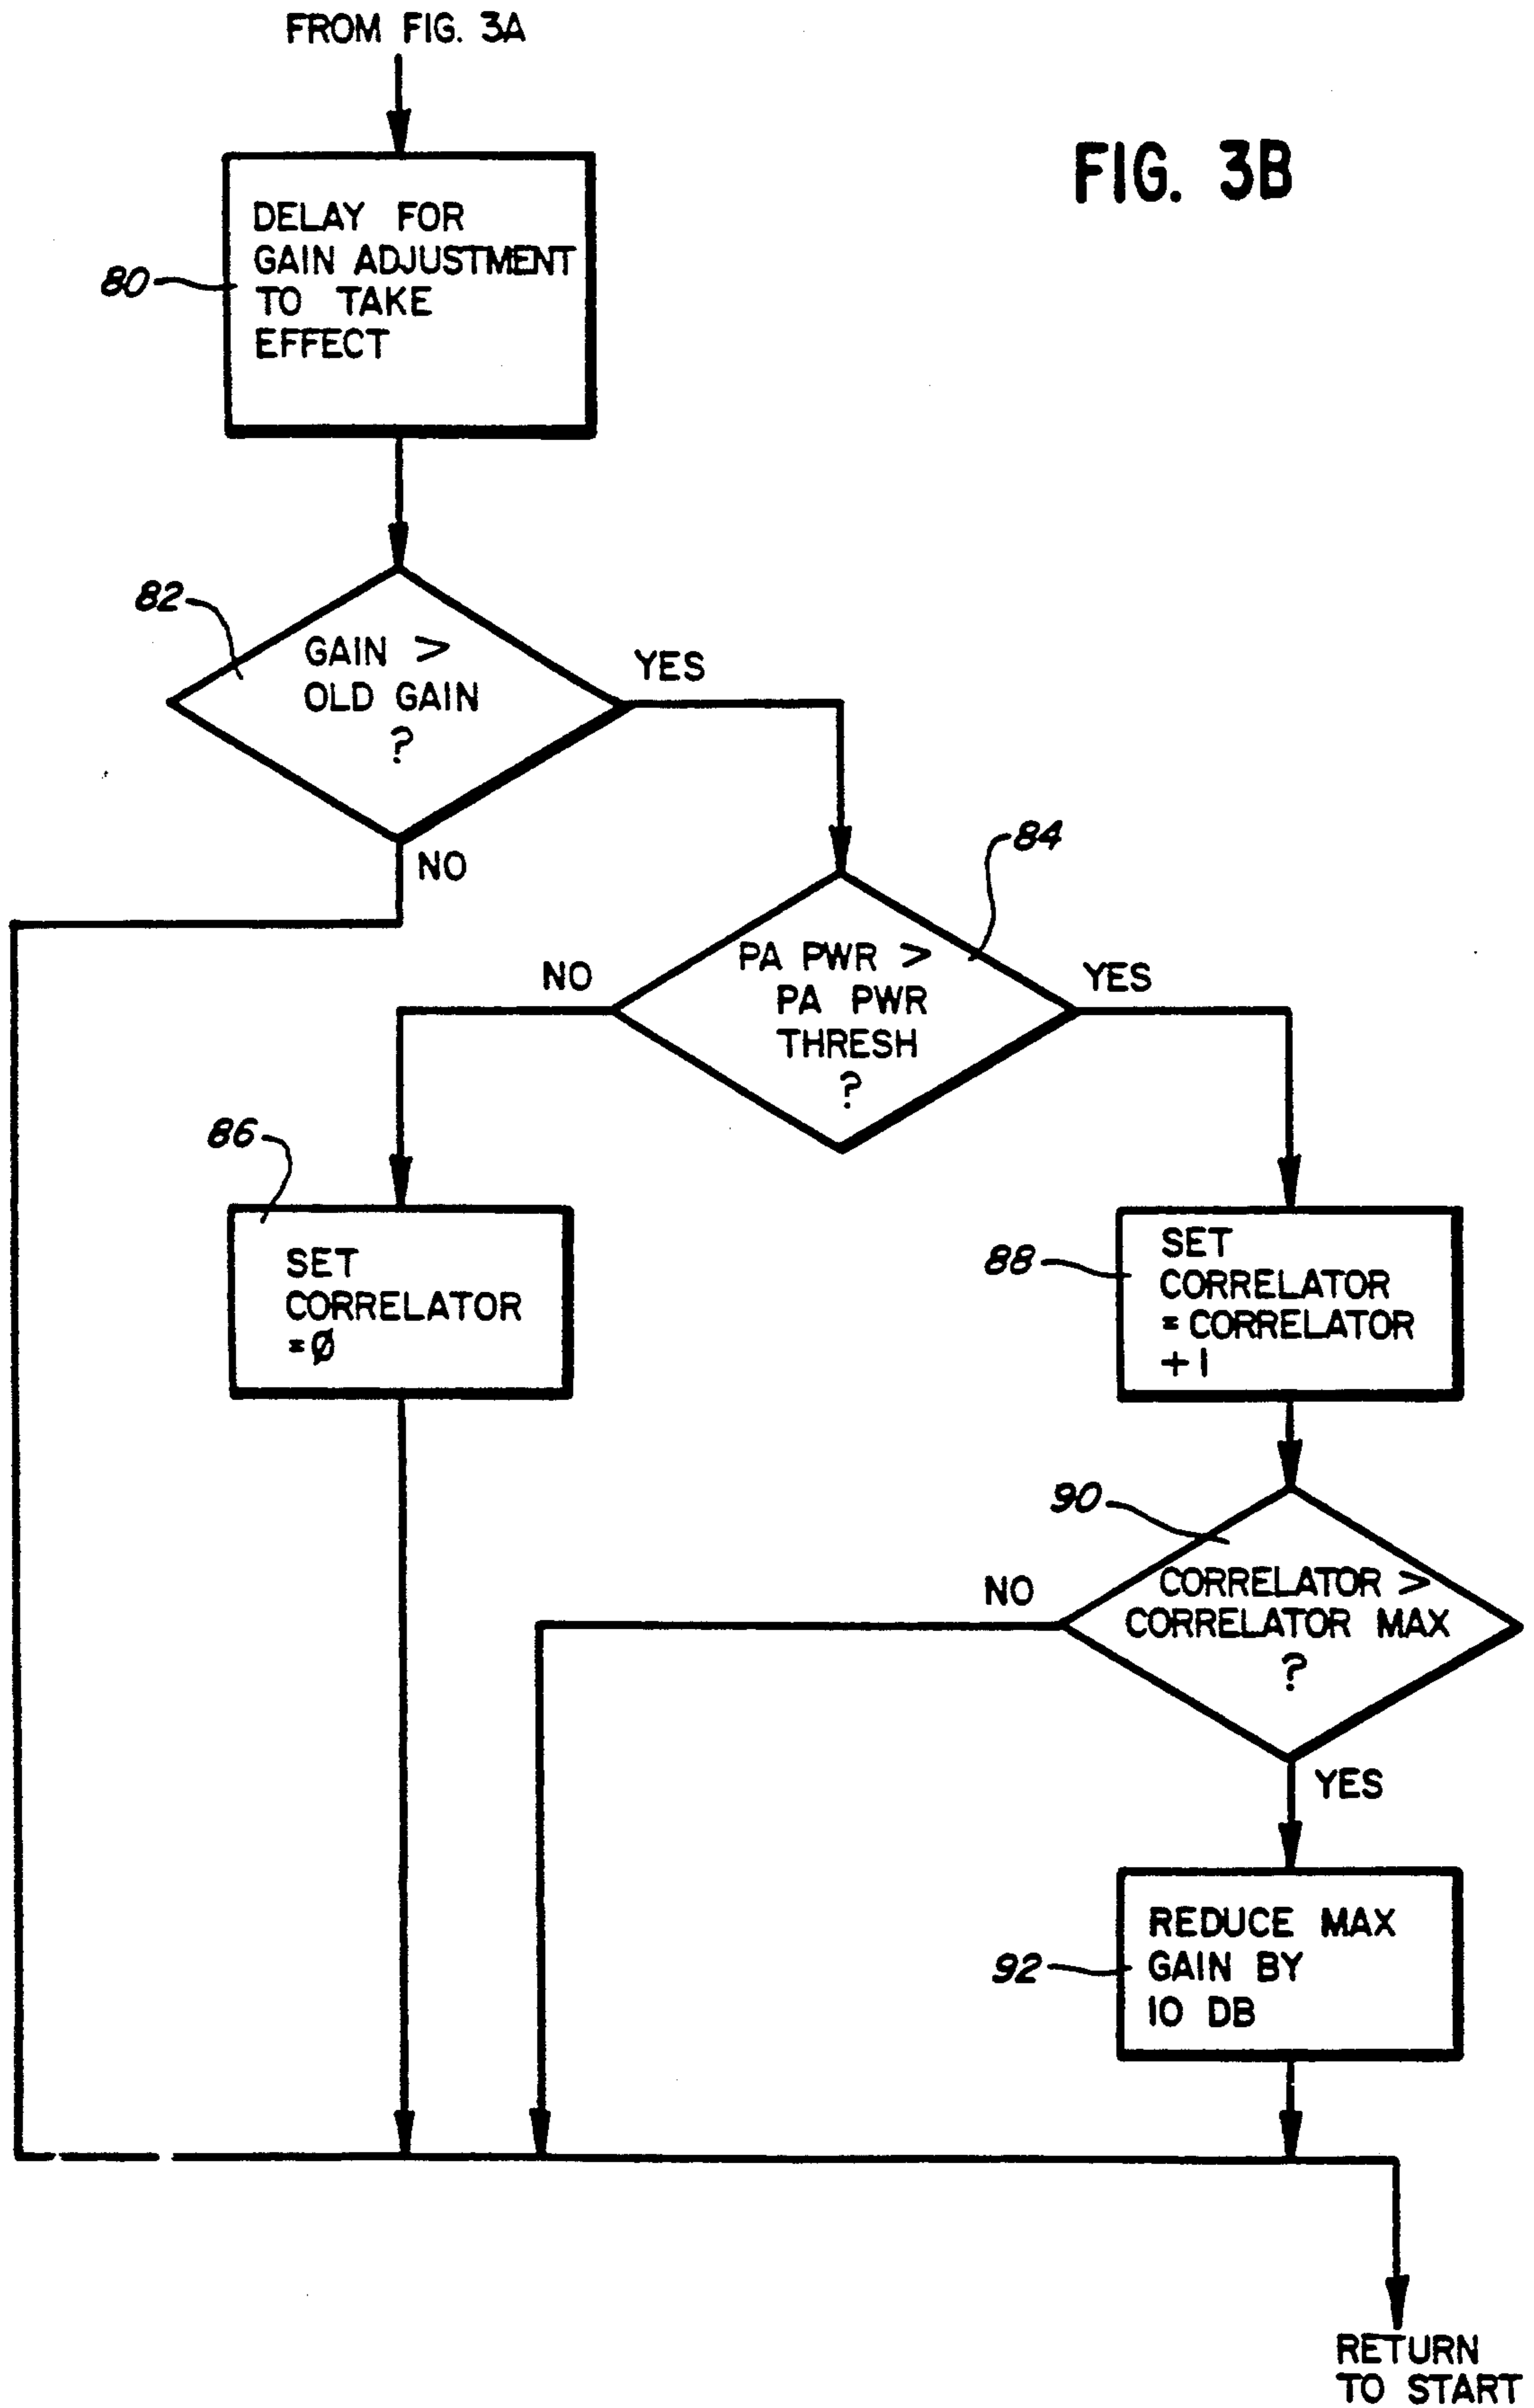 FROM FIG. 3A
FIG. 3B
DELAY FOR
GAIN ADJUSTMENT
TO TAKE
EFFECT
80
82
GAIN >
OLD GAIN
?
YES
NO
84
PA PWR >
PA PWR
THRESH
?
NO
YES
86
SET
CORRELATOR
=Ø
88
SET
CORRELATOR
= CORRELATOR
+1
90
CORRELATOR >
CORRELATOR MAX
?
NO
YES
92
REDUCE MAX
GAIN BY
10 DB
RETURN
TO START